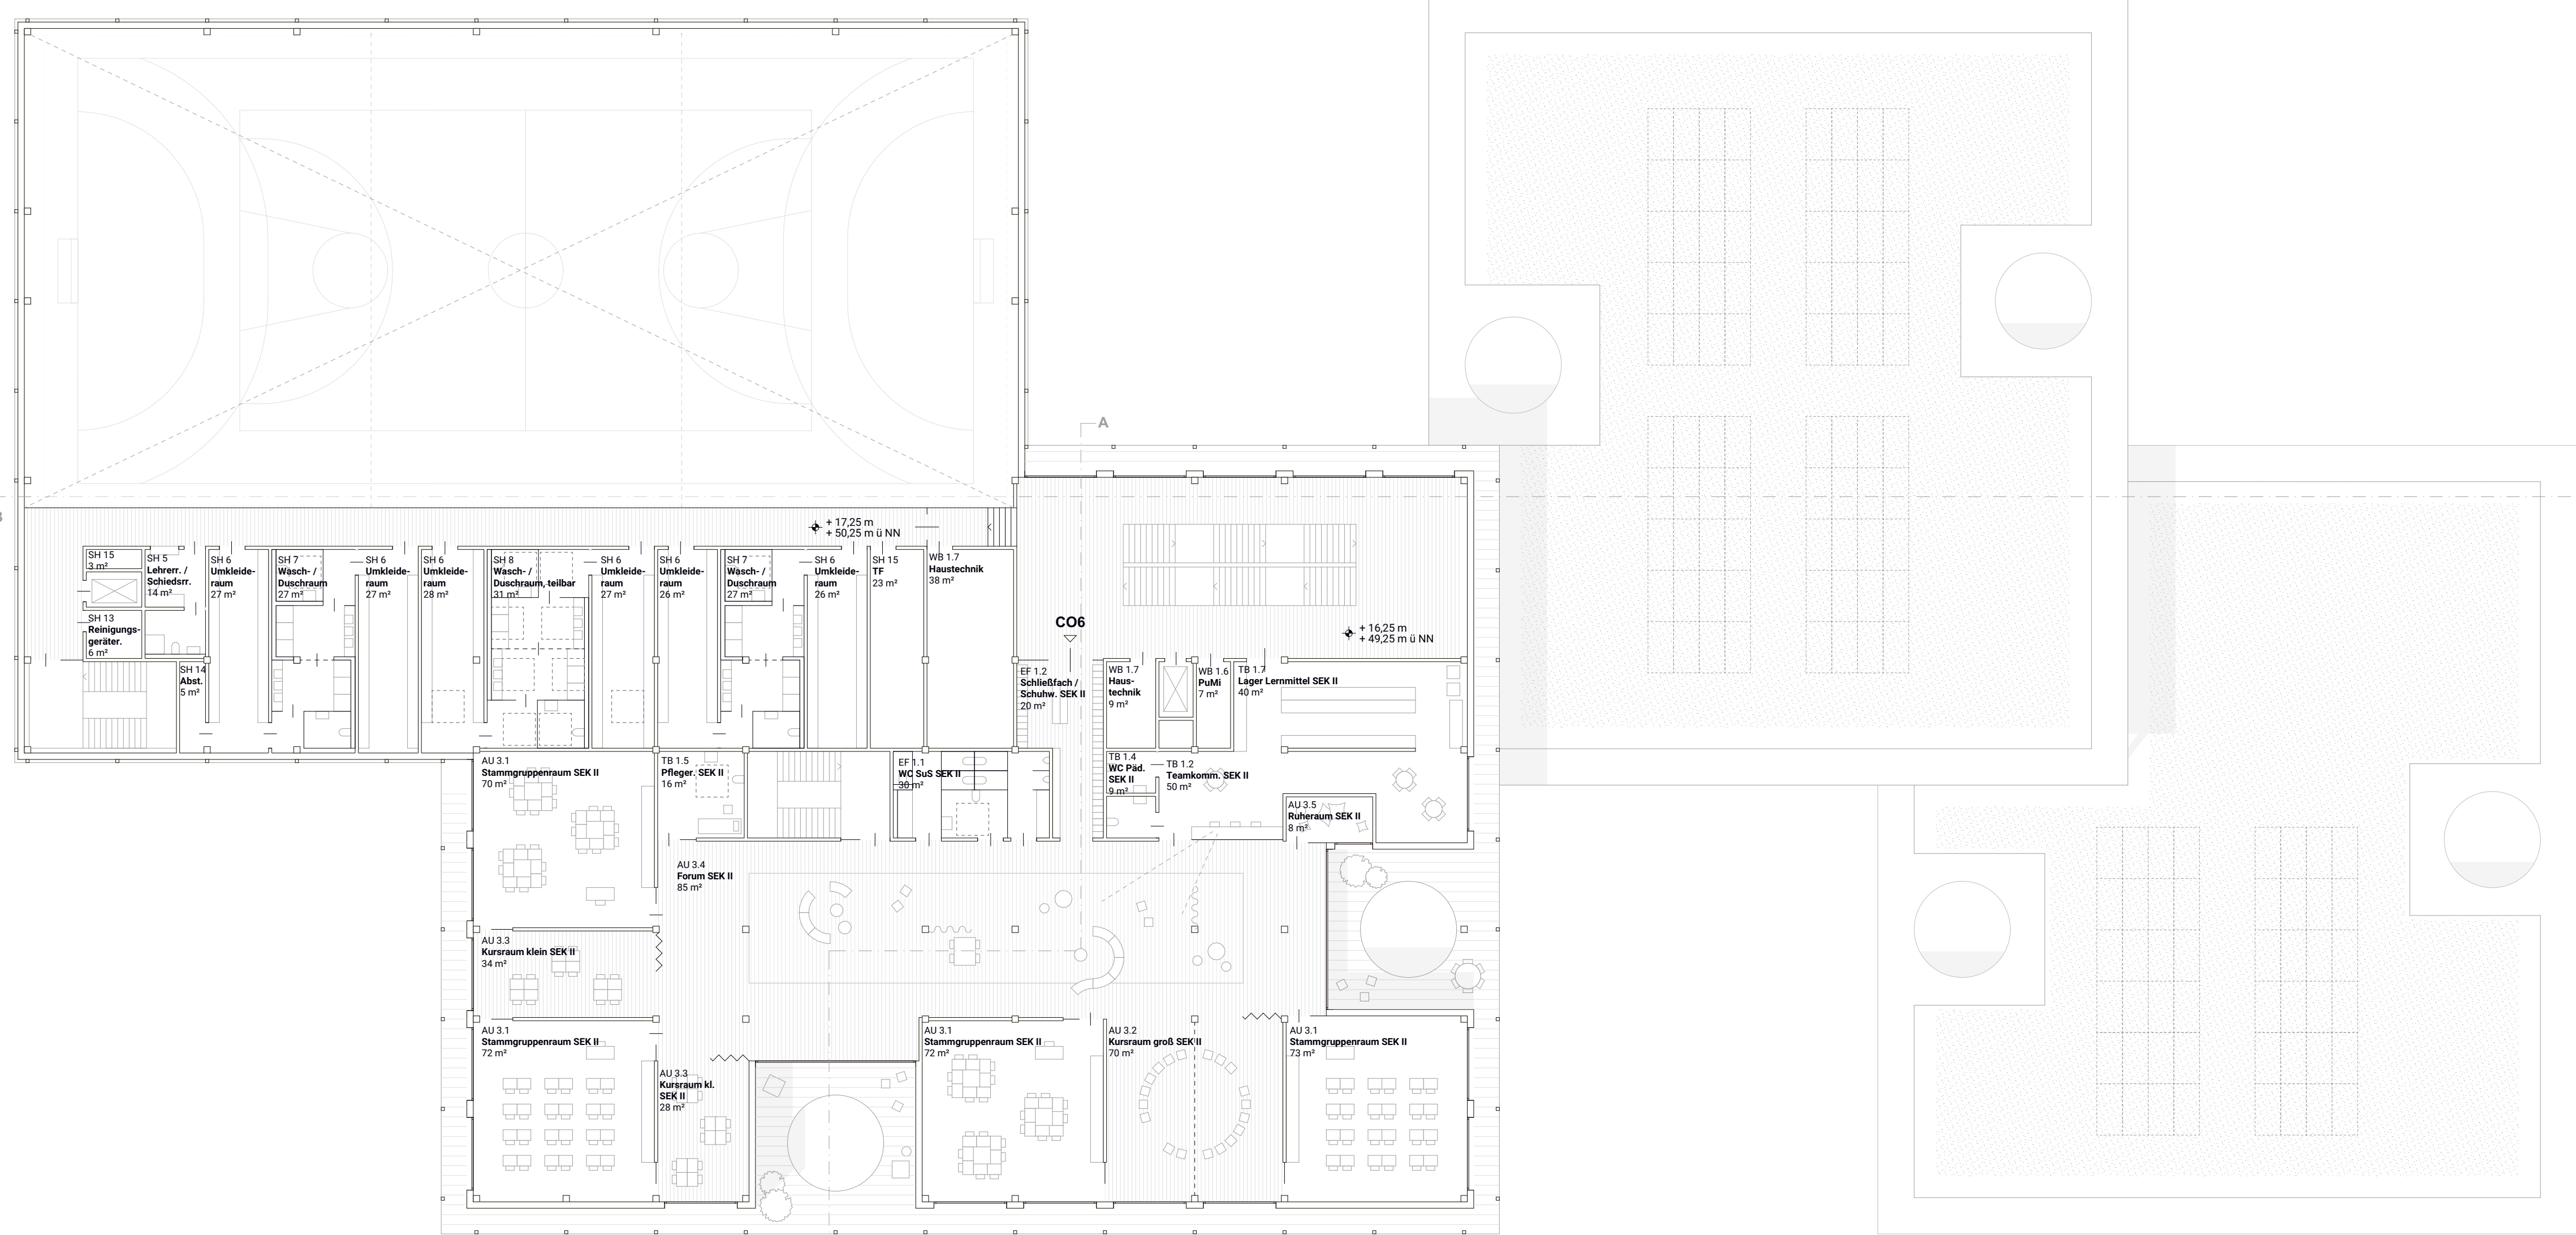 A
+ 17,25 m
+ 50,25 m ü NN
SH 15
3 m²
SH 5
Lehrerr. /
Schiedsrr.
14 m²
SH 6
Umkleide-
raum
27 m²
SH 7
Wasch- /
Duschraum
27 m²
SH 6
Umkleide-
raum
27 m²
SH 6
Umkleide-
raum
28 m²
SH 8
Wasch- /
Duschraum, teilbar
31 m²
SH 6
Umkleide-
raum
27 m²
SH 6
Umkleide-
raum
26 m²
SH 7
Wasch- /
Duschraum
27 m²
SH 6
Umkleide-
raum
26 m²
SH 15
TF
23 m²
WB 1.7
Haustechnik
38 m²
SH 13
Reinigungs-
geräter.
6 m²
SH 14
Abst.
5 m²
CO6
+ 16,25 m
+ 49,25 m ü NN
EF 1.2
Schließfach /
Schuhw. SEK II
20 m²
WB 1.7
Haus-
technik
9 m²
WB 1.6
PuMi
7 m²
TB 1.7
Lager Lernmittel SEK II
40 m²
AU 3.1
Stammgruppenraum SEK II
70 m²
TB 1.5
Pfleger. SEK II
16 m²
EF 1.1
WC SuS SEK II
30 m²
TB 1.4
WC Päd.
SEK II
9 m²
TB 1.2
Teamkomm. SEK II
50 m²
AU 3.5
Ruheraum SEK II
8 m²
AU 3.4
Forum SEK II
85 m²
AU 3.3
Kursraum klein SEK II
34 m²
AU 3.1
Stammgruppenraum SEK II
72 m²
AU 3.3
Kursraum kl.
SEK II
28 m²
AU 3.1
Stammgruppenraum SEK II
72 m²
AU 3.2
Kursraum groß SEK II
70 m²
AU 3.1
Stammgruppenraum SEK II
73 m²